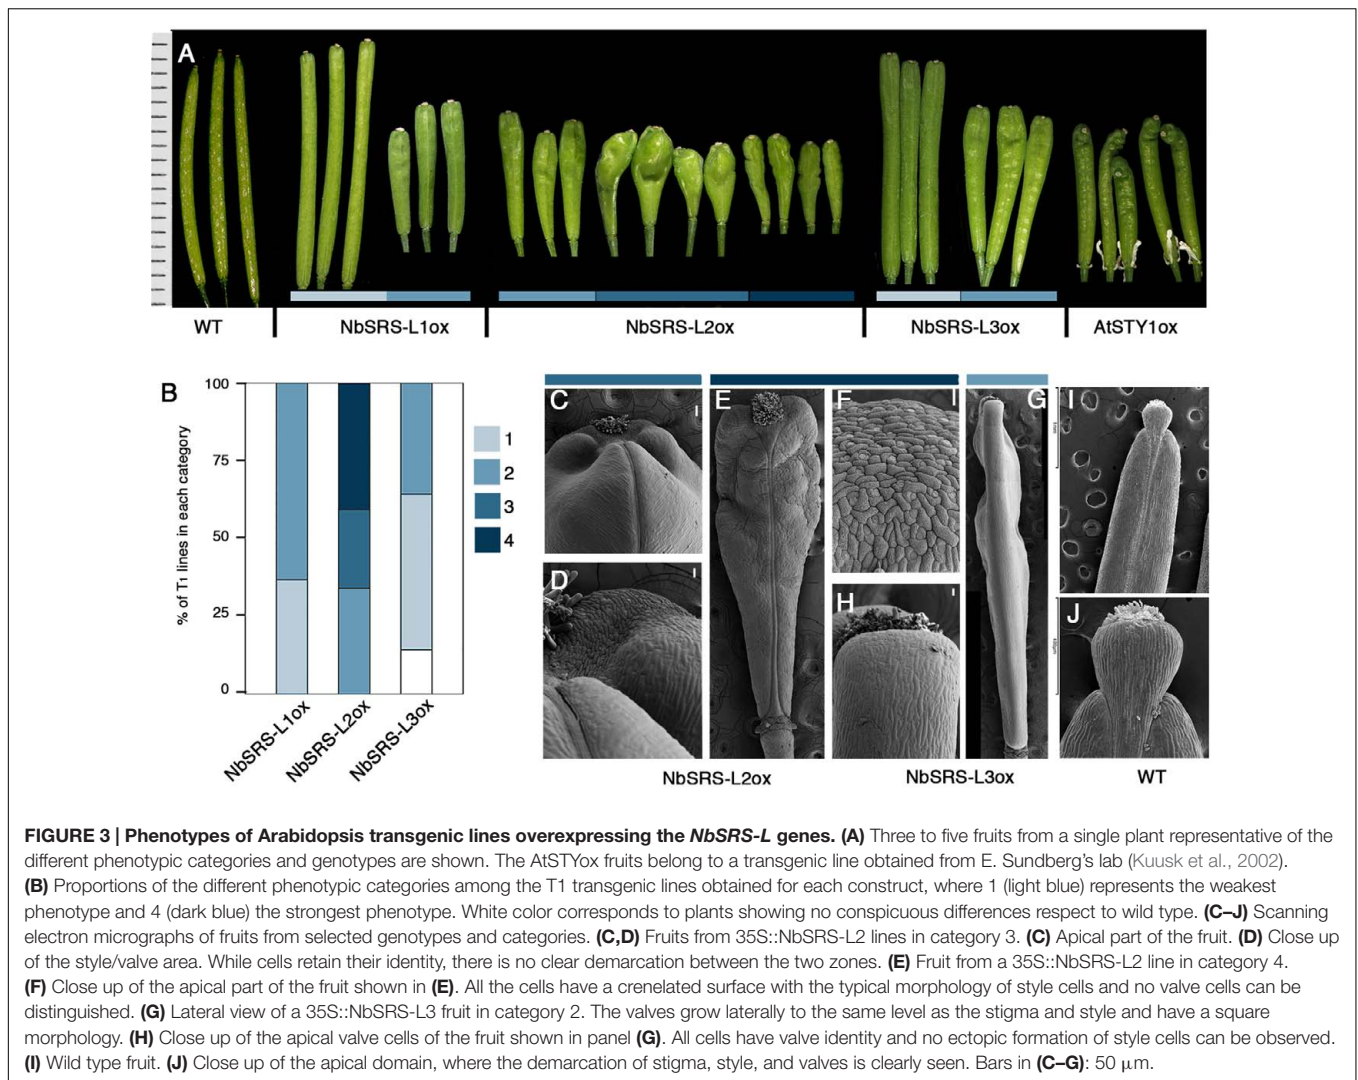 A
WT
NbSRS-L1ox
NbSRS-L2ox
NbSRS-L3ox
AtSTY1ox
B
% of T1 lines in each category
100
75
50
25
0
NbSRS-L1ox
NbSRS-L2ox
NbSRS-L3ox
1
2
3
4
C
D
E
F
G
H
I
J
NbSRS-L2ox
NbSRS-L3ox
WT
FIGURE 3 | Phenotypes of Arabidopsis transgenic lines overexpressing the NbSRS-L genes. (A) Three to five fruits from a single plant representative of the
different phenotypic categories and genotypes are shown. The AtSTYox fruits belong to a transgenic line obtained from E. Sundberg's lab (Kuusk et al., 2002).
(B) Proportions of the different phenotypic categories among the T1 transgenic lines obtained for each construct, where 1 (light blue) represents the weakest
phenotype and 4 (dark blue) the strongest phenotype. White color corresponds to plants showing no conspicuous differences respect to wild type. (C–J) Scanning
electron micrographs of fruits from selected genotypes and categories. (C,D) Fruits from 35S::NbSRS-L2 lines in category 3. (C) Apical part of the fruit. (D) Close up
of the style/valve area. While cells retain their identity, there is no clear demarcation between the two zones. (E) Fruit from a 35S::NbSRS-L2 line in category 4.
(F) Close up of the apical part of the fruit shown in (E). All the cells have a crenelated surface with the typical morphology of style cells and no valve cells can be
distinguished. (G) Lateral view of a 35S::NbSRS-L3 fruit in category 2. The valves grow laterally to the same level as the stigma and style and have a square
morphology. (H) Close up of the apical valve cells of the fruit shown in panel (G). All cells have valve identity and no ectopic formation of style cells can be observed.
(I) Wild type fruit. (J) Close up of the apical domain, where the demarcation of stigma, style, and valves is clearly seen. Bars in (C–G): 50 μm.